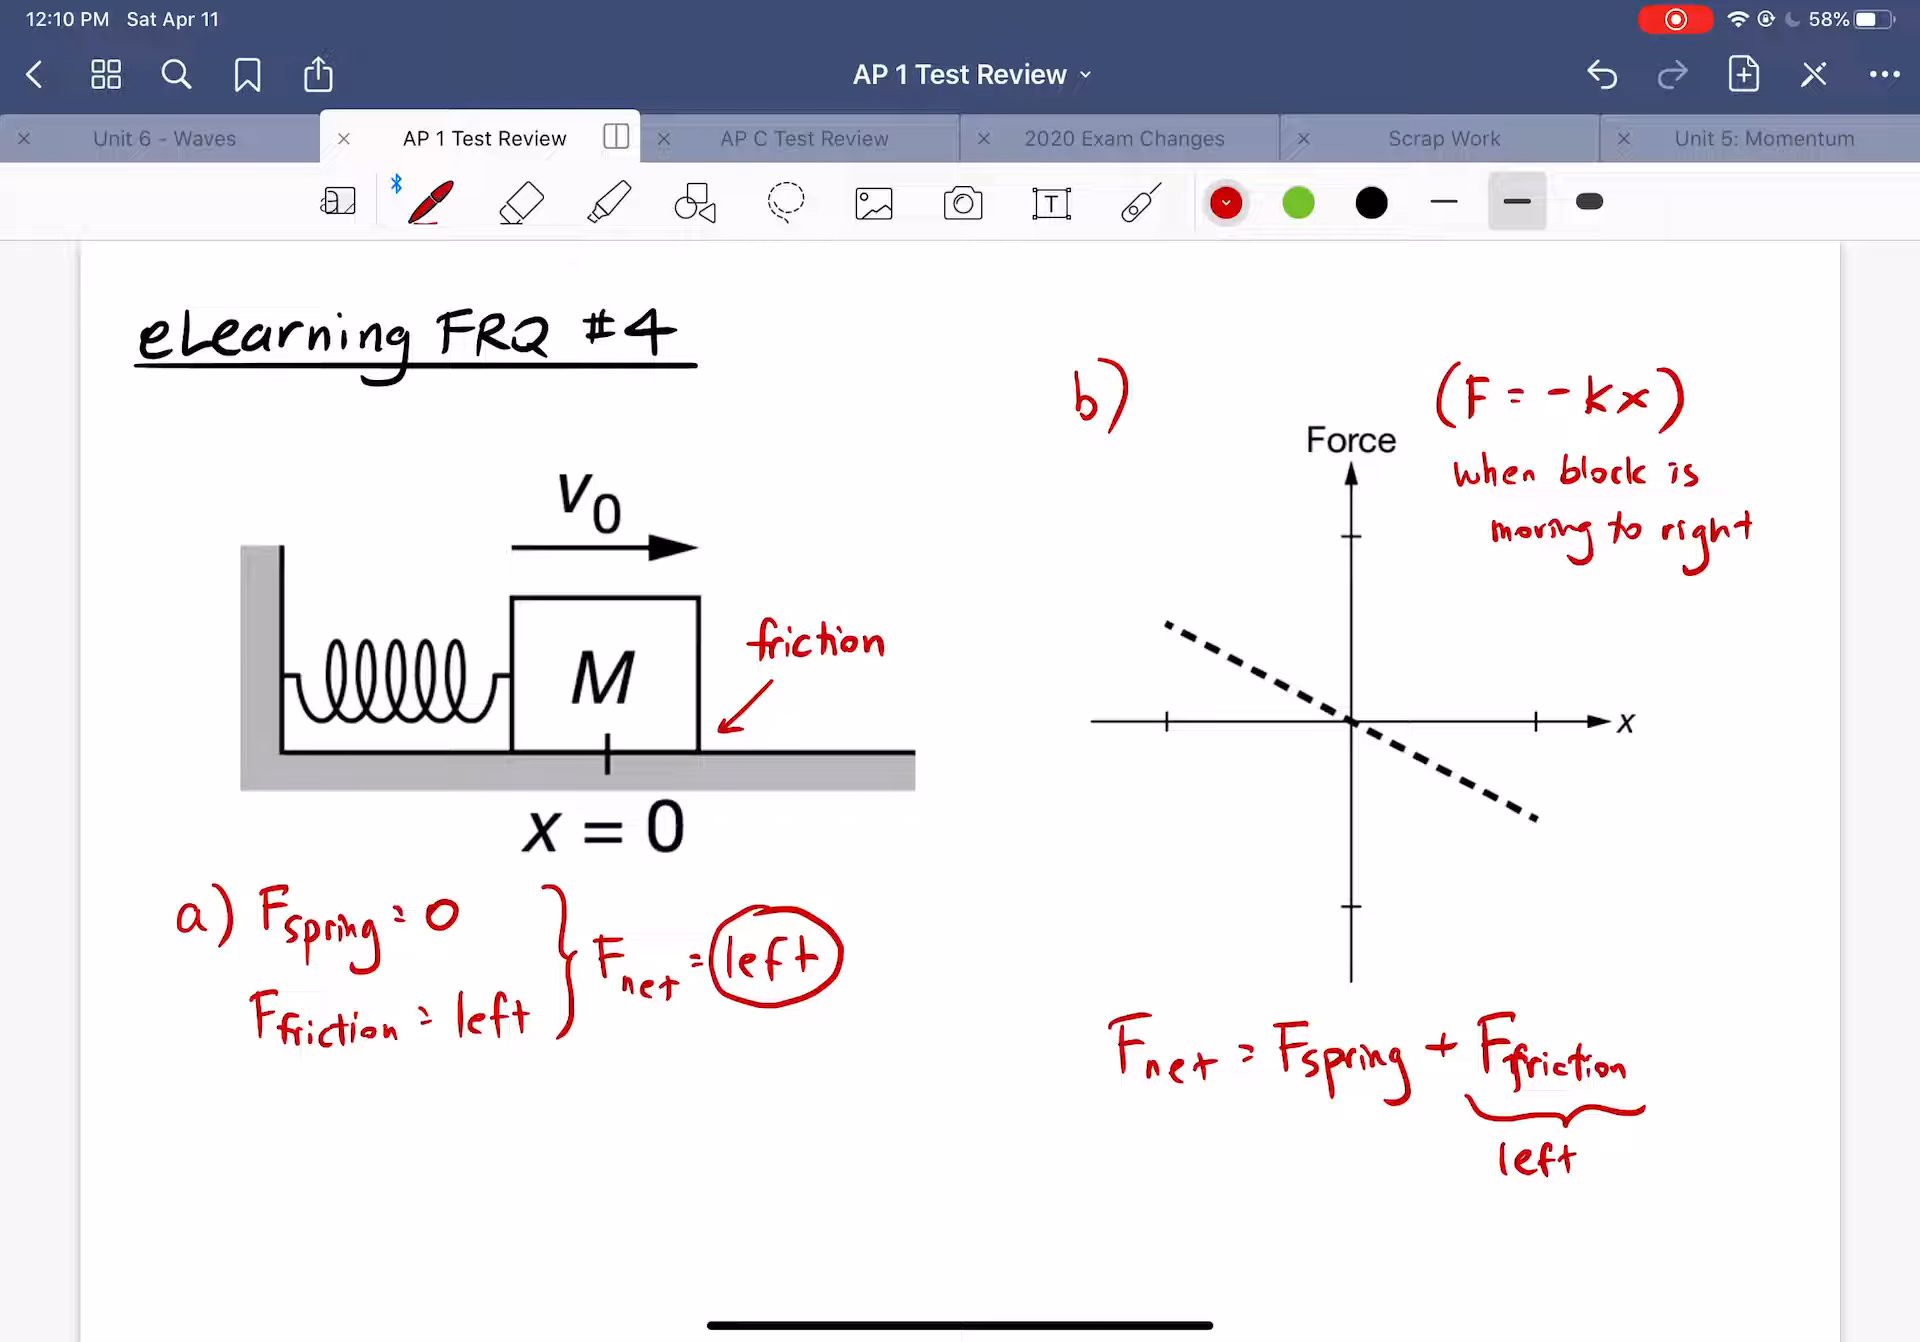 12:10 PM Sat Apr 11
58%
AP 1 Test Review
Unit 6 - Waves
AP 1 Test Review
AP C Test Review
2020 Exam Changes
Scrap Work
Unit 5: Momentum
a
T
eLearning FRQ #4
v0
M
friction
x = 0
a) Fspring = 0
Ffriction = left
Fnet = left
b)
(F = -kx)
when block is
moving to right
Force
x
Fnet = Fspring + Ffriction
left